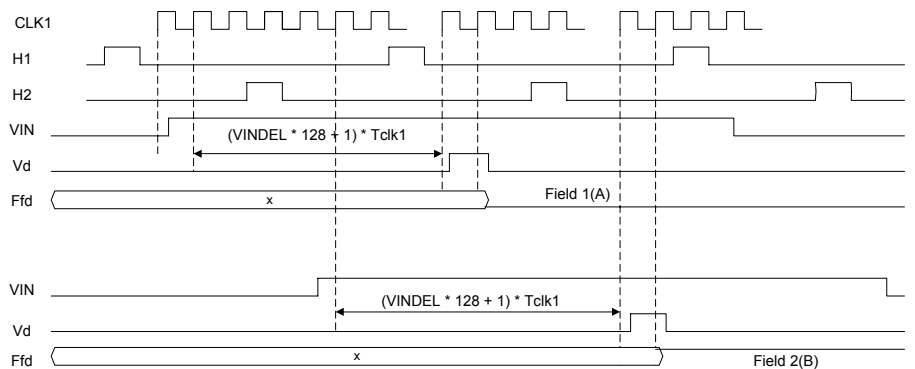 CLK1
H1
H2
VIN
(VINDEL * 128 + 1) * Tclk1
Vd
Ffd
x
Field 1(A)
VIN
(VINDEL * 128 + 1) * Tclk1
Vd
Ffd
x
Field 2(B)